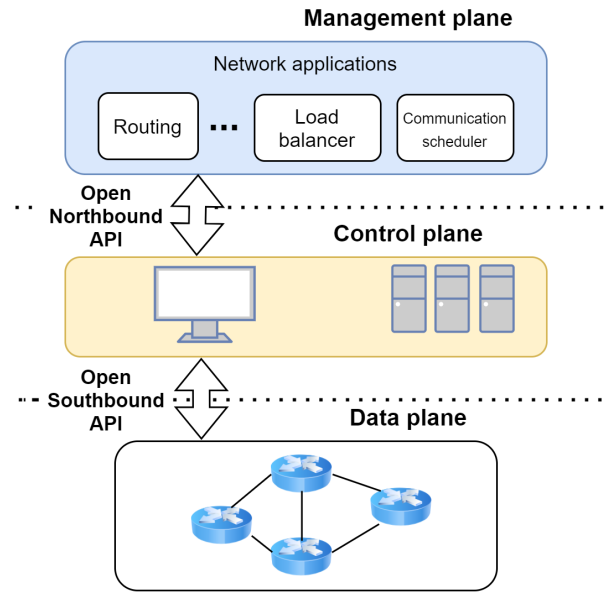 Management plane
Network applications
Routing
...
Load
balancer
Communication
scheduler
Open
Northbound
API
Control plane
Open
Southbound
API
Data plane